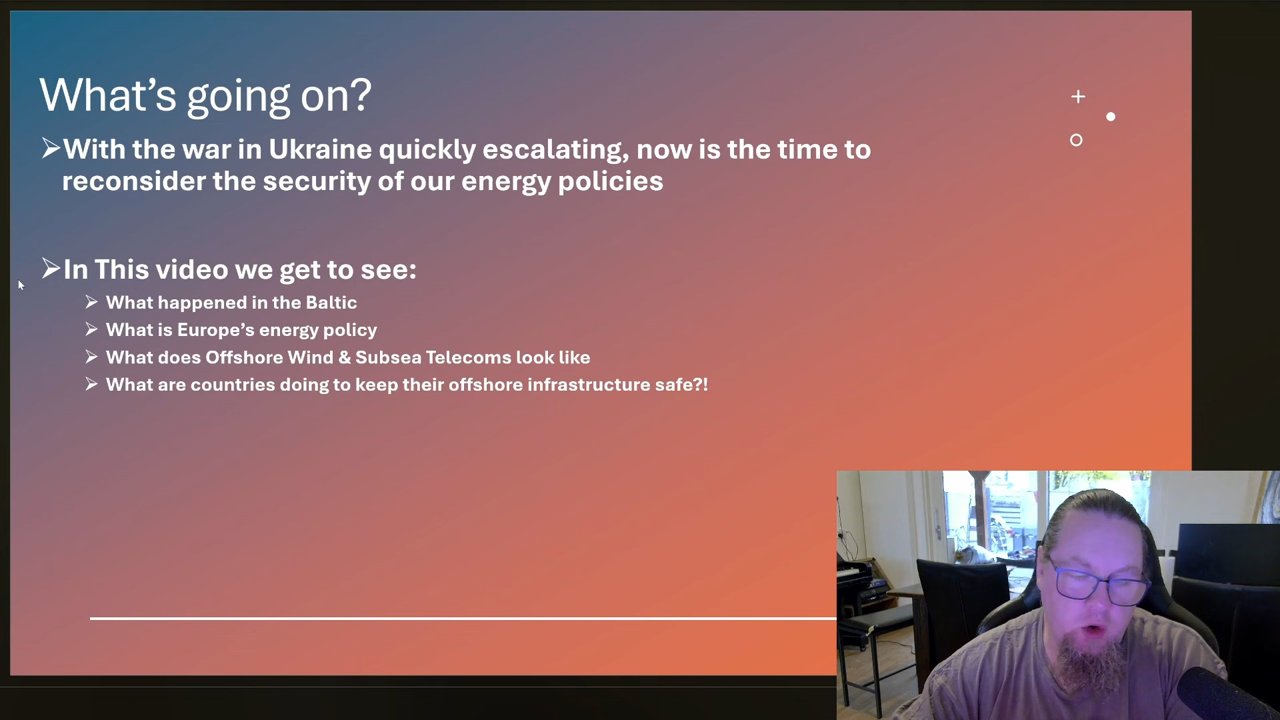 What's going on?
➢With the war in Ukraine quickly escalating, now is the time to
reconsider the security of our energy policies
➢In This video we get to see:
➢ What happened in the Baltic
➢ What is Europe's energy policy
➢ What does Offshore Wind & Subsea Telecoms look like
➢ What are countries doing to keep their offshore infrastructure safe?!